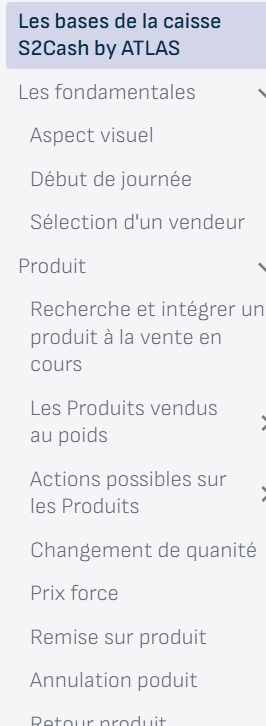 Les bases de la caisse
S2Cash by ATLAS
Les fondamentales
Aspect visuel
Début de journée
Sélection d'un vendeur
Produit
Recherche et intégrer un
produit à la vente en
cours
Les Produits vendus
au poids
Actions possibles sur
les Produits
Changement de quanité
Prix force
Remise sur produit
Annulation poduit
Retour produit